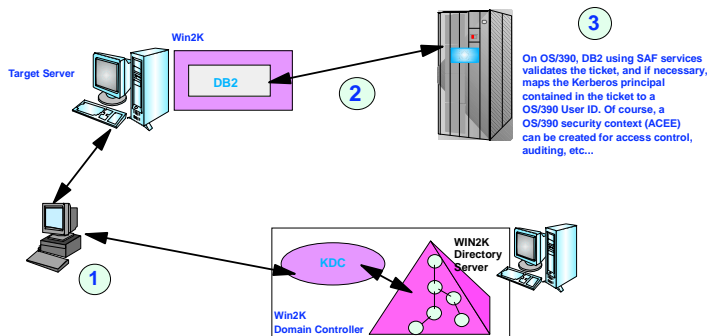 Win2K
Target Server
DB2
2
3
On OS/390, DB2 using SAF services
validates the ticket, and if necessary,
maps the Kerberos principal
contained in the ticket to a
OS/390 User ID. Of course, a
OS/390 security context (ACEE)
can be created for access control,
auditing, etc...
1
KDC
WIN2K
Directory
Server
Win2K
Domain Controller